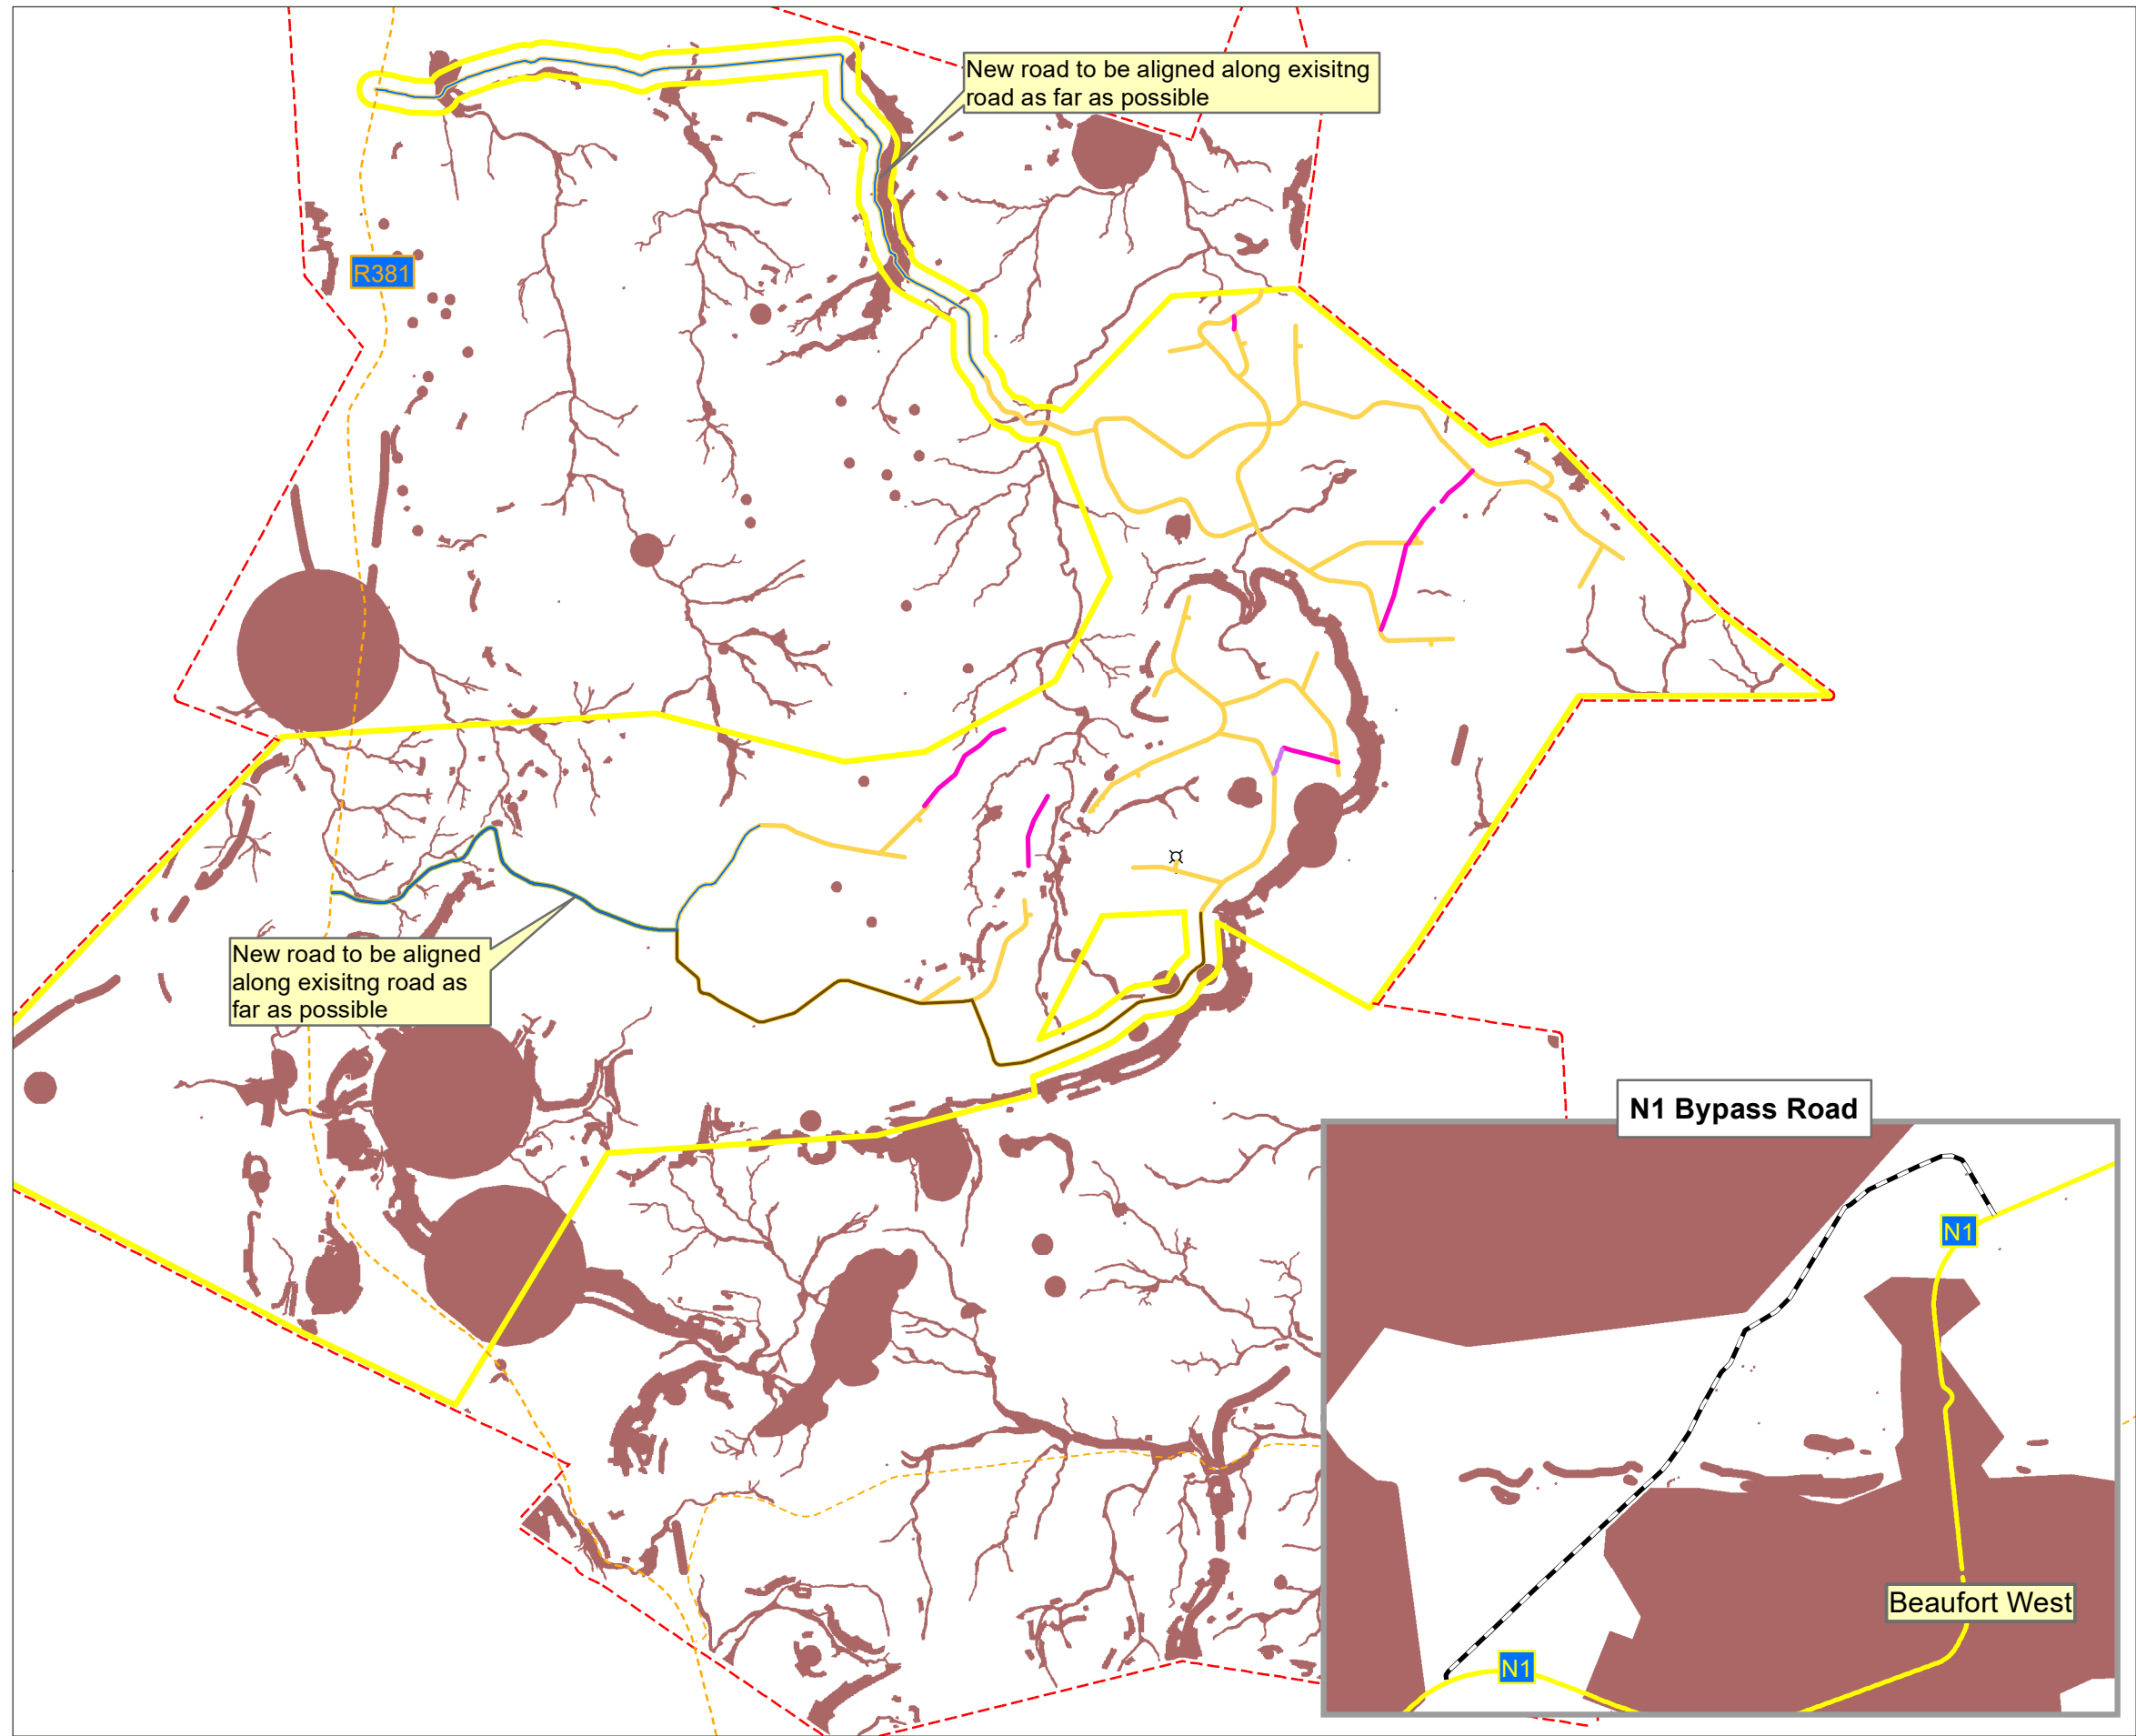 New road to be aligned along exisitng
road as far as possible
R381
New road to be aligned
along exisitng road as
far as possible
N1 Bypass Road
N1
Beaufort West
N1